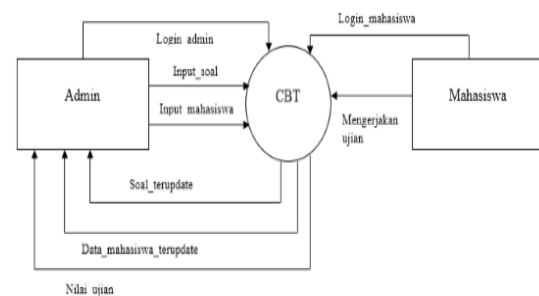 Login_mahasiswa
Login admin
Input_soal
Admin
CBT
Mahasiswa
Input mahasiswa
Mengerjakan
ujian
Soal_terupdate
Data_mahasiswa_terupdate
Nilai ujian